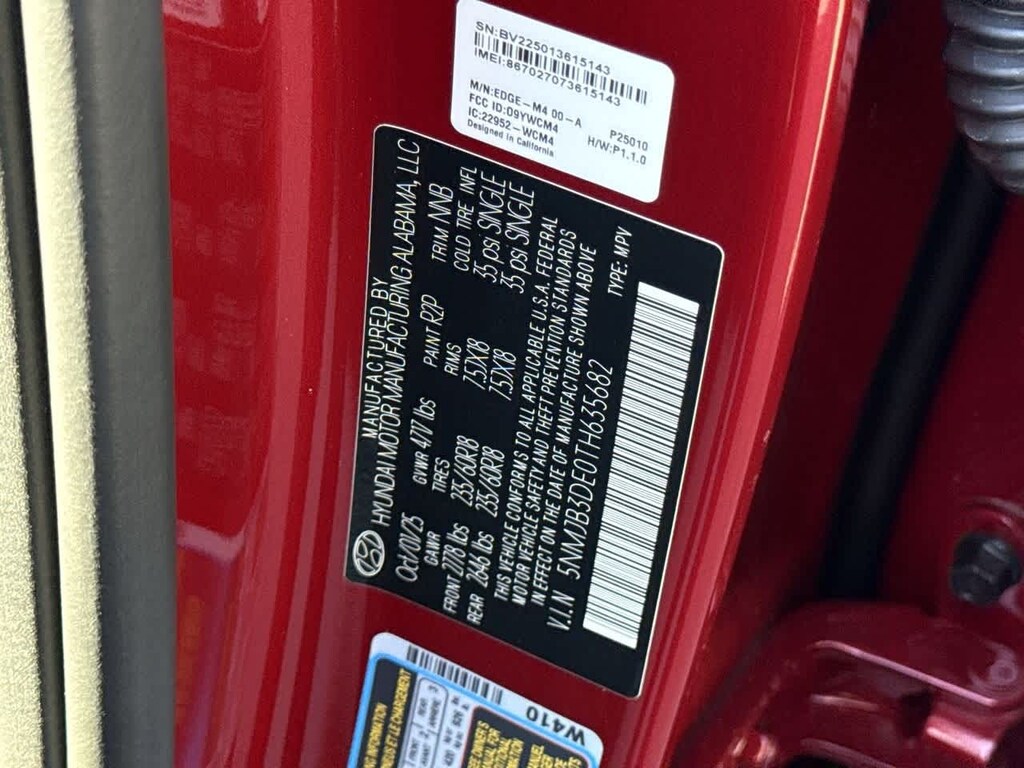 SN:BV225013615143
IMEI:867027073615143
M/N:EDGE-M4 00-A P25010
FCC ID:O9YWCM4 H/W:P1.1.0
IC:22952-WCM4
Designed in California
MANUFACTURED BY
HYUNDAI MOTOR MANUFACTURING ALABAMA, LLC
Oct/10/25 GVWR 4717 lbs PAINT R2P TRIM NNB
GAWR TIRES RIMS COLD TIRE INFL
FRONT 2778 lbs 235/60R18 7.5JX18 35 psi SINGLE
REAR 2646 lbs 235/60R18 7.5JX18 35 psi SINGLE
THIS VEHICLE CONFORMS TO ALL APPLICABLE U.S.A. FEDERAL
MOTOR VEHICLE SAFETY AND THEFT PREVENTION STANDARDS
IN EFFECT ON THE DATE OF MANUFACTURE SHOWN ABOVE
V.I.N 5NMJB3DE0TH635682 TYPE: MPV
W410